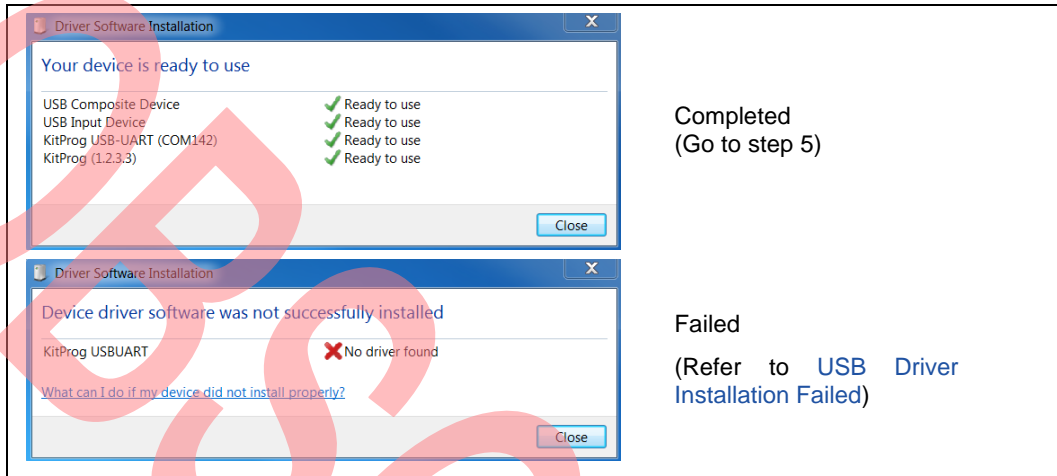 Driver Software Installation
X
Your device is ready to use
USB Composite Device Ready to use
USB Input Device Ready to use
KitProg USB-UART (COM142) Ready to use
KitProg (1.2.3.3) Ready to use
Close
Completed
(Go to step 5)
Driver Software Installation
X
Device driver software was not successfully installed
KitProg USBUART No driver found
What can I do if my device did not install properly?
Close
Failed
(Refer to USB Driver
Installation Failed)